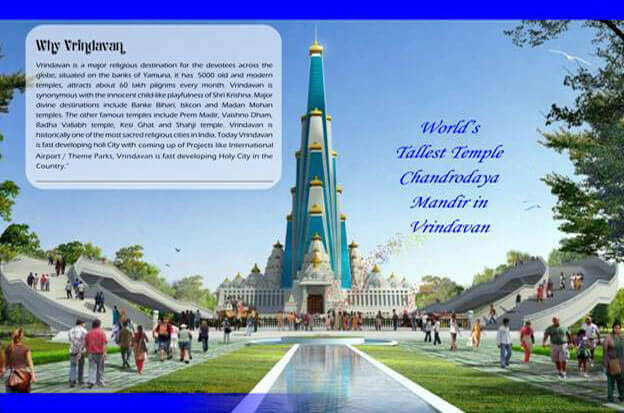 Why Vrindavan
Vrindavan is a major religious destination for the devotees across the
globe, situated on the banks of Yamuna, it has 5000 old and modern
temples, attracts about 60 lakh pilgrims every month. Vrindavan is
synonymous with the innocent child-like playfulness of Shri Krishna. Major
divine destinations include Banke Bihari, Iskcon and Madan Mohan
temples. The other famous temples include Prem Madir, Vaishno Dham,
Radha Vallabh temple, Kesi Ghat and Shahji temple. Vrindavan is
historically one of the most sacred religious cities in India. Today Vrindavan
is fast developing holi City with coming up of Projects like International
Airport / Theme Parks, Vrindavan is fast developing Holy City in the
Country."
World's
Tallest Temple
Chandrodaya
Mandir in
Vrindavan